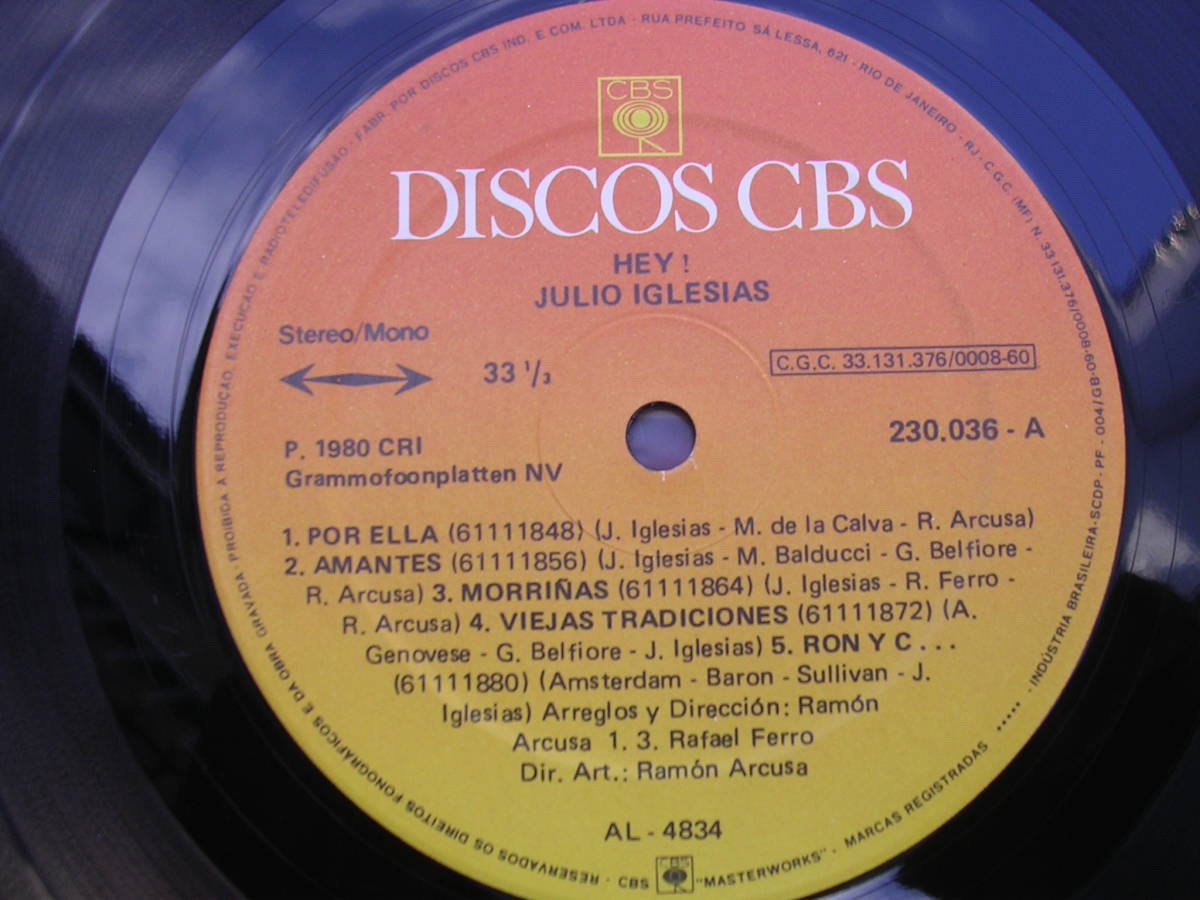 CBS
DISCOS CBS
HEY !
JULIO IGLESIAS
Stereo/Mono
33 1/3
C.G.C. 33.131.376/0008-60
230.036 - A
P. 1980 CRI
Grammofoonplatten NV
1. POR ELLA (61111848) (J. Iglesias - M. de la Calva - R. Arcusa)
2. AMANTES (61111856) (J. Iglesias - M. Balducci - G. Belfiore -
R. Arcusa) 3. MORRIÑAS (61111864) (J. Iglesias - R. Ferro -
R. Arcusa) 4. VIEJAS TRADICIONES (61111872) (A.
Genovese - G. Belfiore - J. Iglesias) 5. RON Y C . . .
(61111880) (Amsterdam - Baron - Sullivan - J.
Iglesias) Arreglos y Dirección: Ramón
Arcusa 1. 3. Rafael Ferro
Dir. Art.: Ramón Arcusa
AL - 4834
RESERVADOS OS DIREITOS FONOGRÁFICOS E DA OBRA GRAVADA. PROIBIDA A REPRODUÇÃO, EXECUÇÃO E RADIOTELEDIFUSÃO - FABR. POR DISCOS CBS IND. E COM. LTDA - RUA PREFEITO SÁ LESSA, 621 - RIO DE JANEIRO - RJ - C.G.C. (MF) N. 33.131.376/0008-60 - SCDP - PF - 004/GB - INDÚSTRIA BRASILEIRA - ..... MARCAS REGISTRADAS - CBS CBS "MASTERWORKS" -